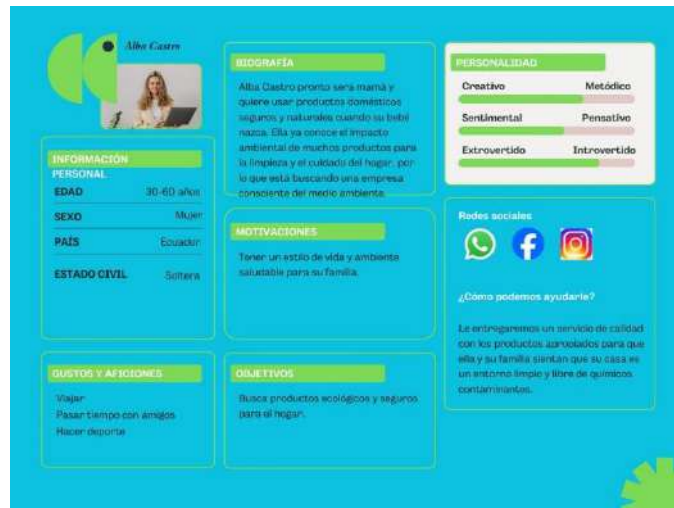 Alba Castro
INFORMACIÓN
PERSONAL
EDAD 30-60 años
SEXO Mujer
PAÍS Ecuador
ESTADO CIVIL Soltera
GUSTOS Y AFICIONES
Viajar
Pasar tiempo con amigos
Hacer deporte
BIOGRAFÍA
Alba Castro pronto será mamá y
quiere usar productos domésticos
seguros y naturales cuando su bebé
nazca. Ella ya conoce el impacto
ambiental de muchos productos para
la limpieza y el cuidado del hogar, por
lo que está buscando una empresa
consciente del medio ambiente.
MOTIVACIONES
Tener un estilo de vida y ambiente
saludable para su familia.
OBJETIVOS
Busca productos ecológicos y seguros
para el hogar.
PERSONALIDAD
Creativo Metódico
Sentimental Pensativo
Extrovertido Introvertido
Redes sociales
¿Cómo podemos ayudarle?
Le entregaremos un servicio de calidad
con los productos apropiados para que
ella y su familia sientan que su casa es
un entorno limpio y libre de químicos
contaminantes.